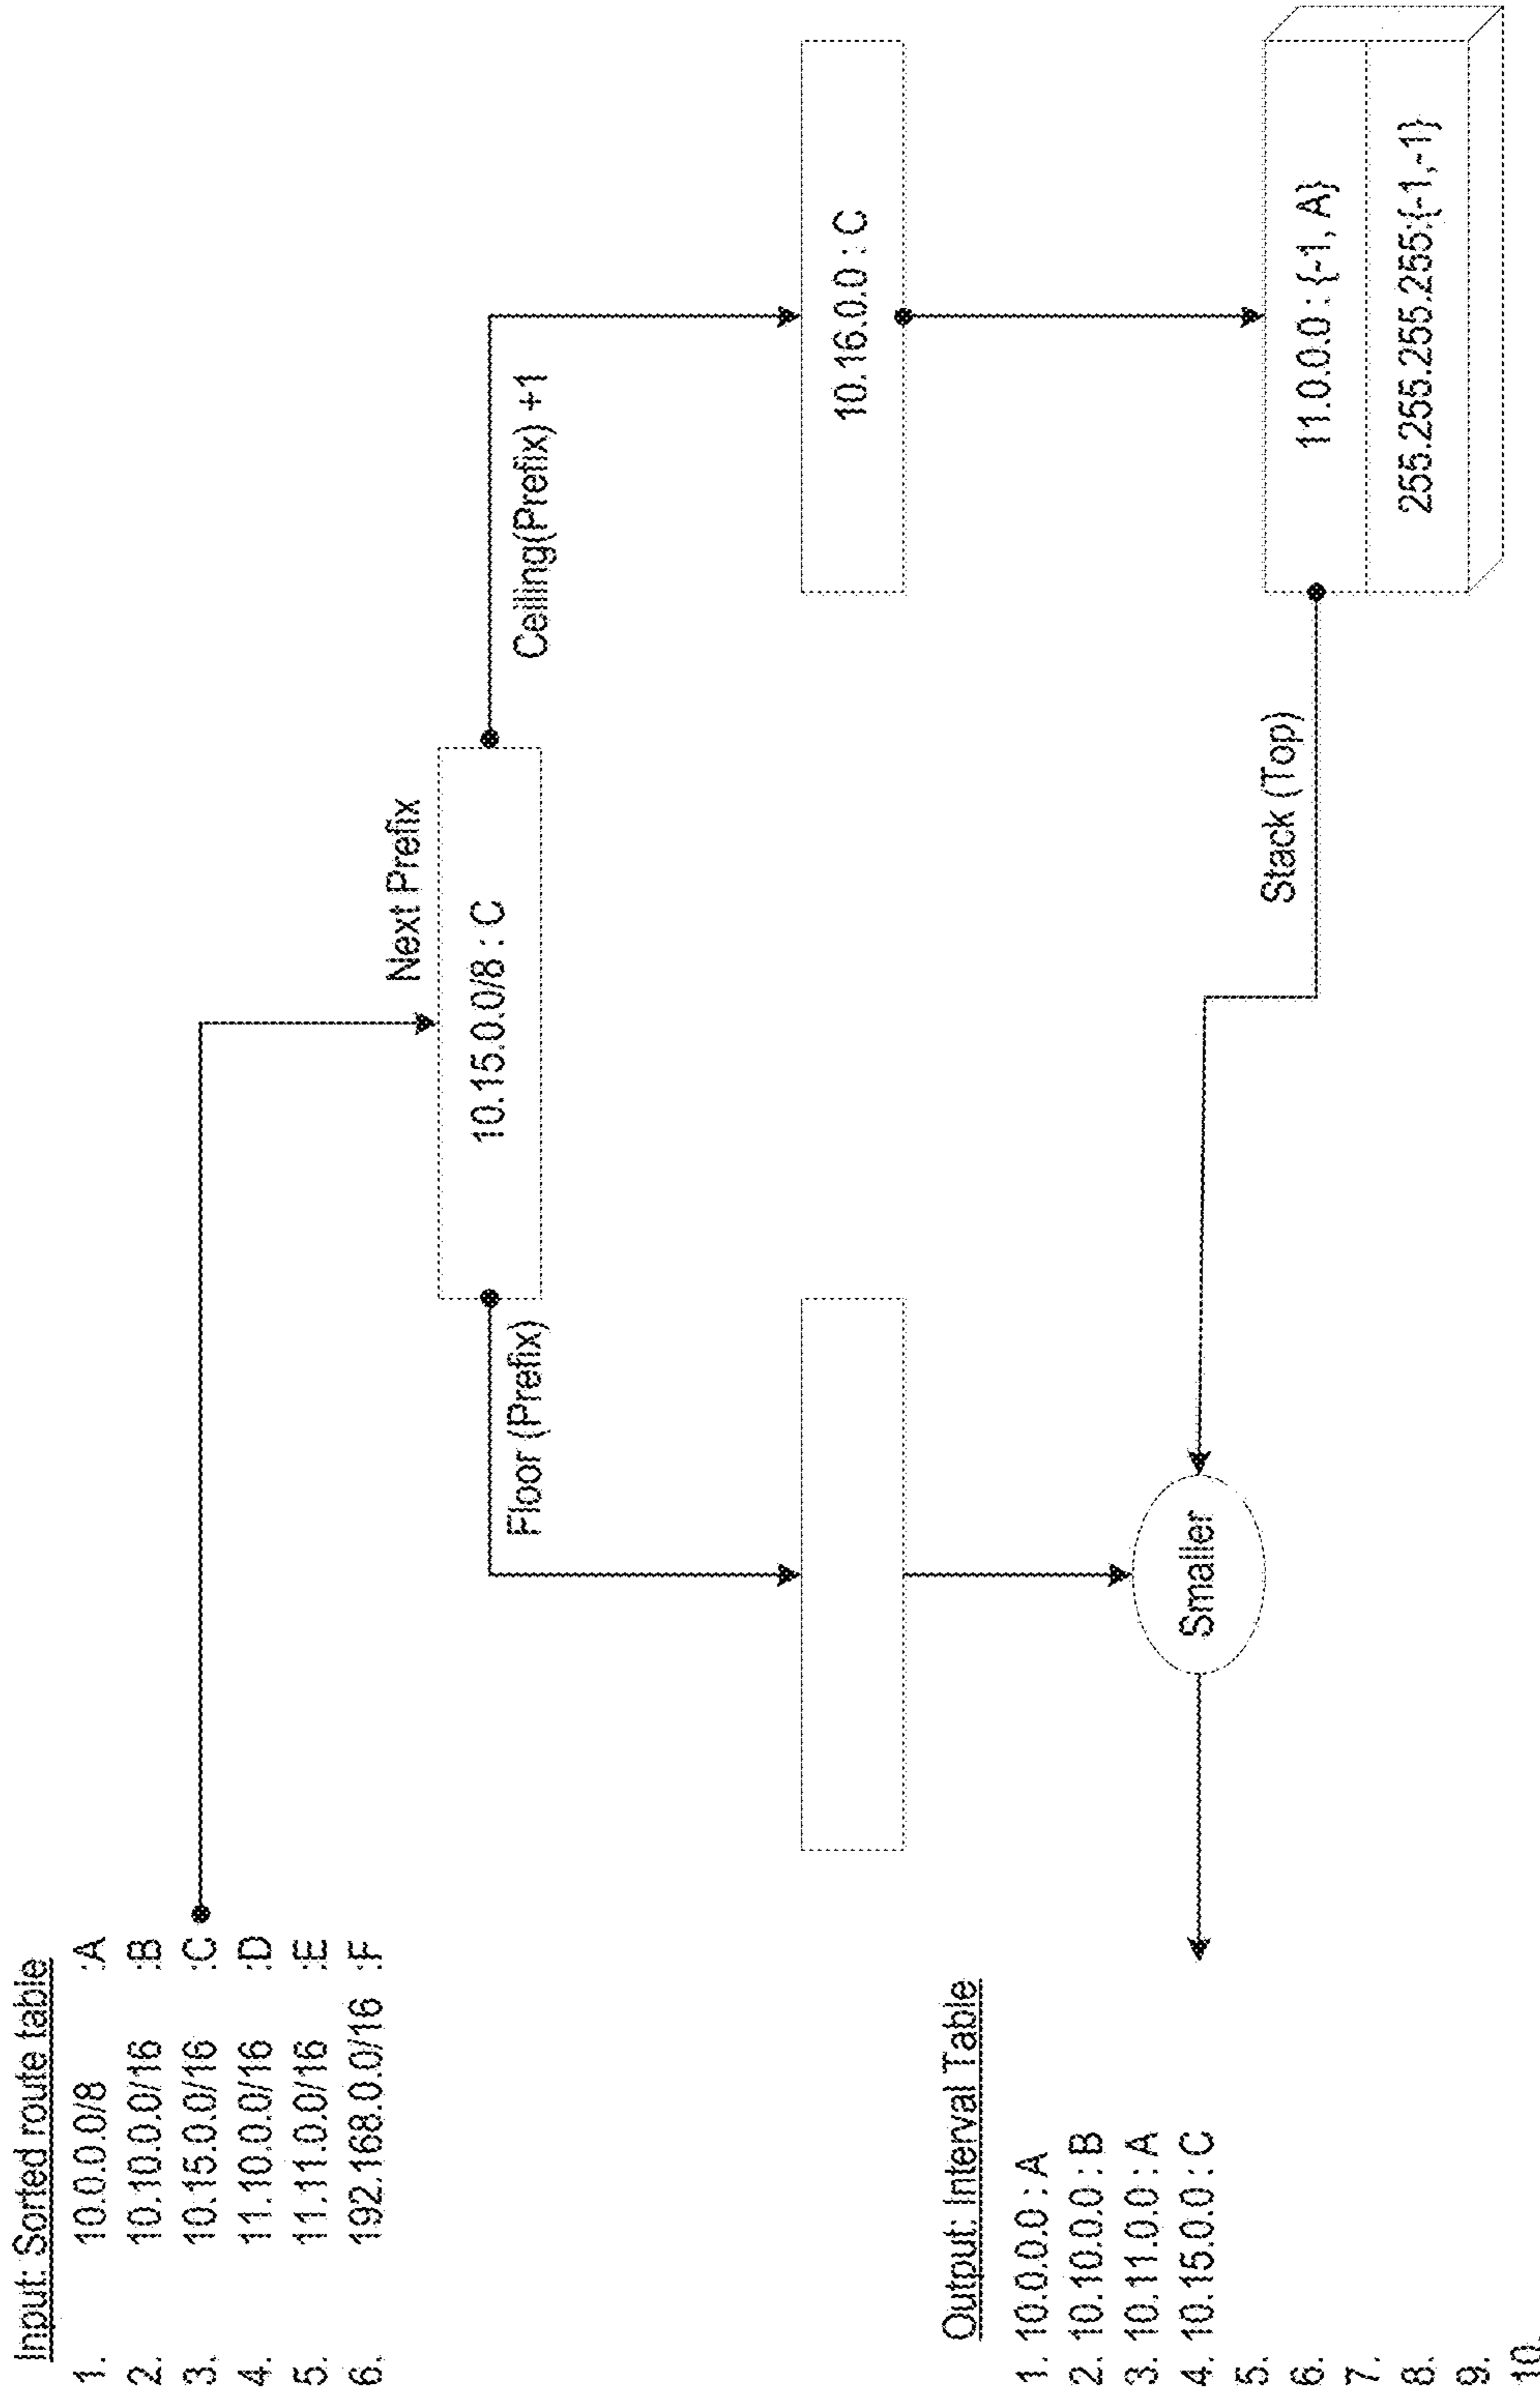 Input: Sorted route table
1. 10.0.0.0/8 :A
2. 10.10.0.0/16 :B
3. 10.15.0.0/16 :C
4. 11.10.0.0/16 :D
5. 11.11.0.0/16 :E
6. 192.168.0.0/16 :F
Next Prefix
10.15.0.0/8 : C
Floor (Prefix)
Ceiling(Prefix) +1
10.16.0.0 : C
Output: Interval Table
1. 10.0.0.0 : A
2. 10.10.0.0 : B
3. 10.11.0.0 : A
4. 10.15.0.0 : C
5.
6.
7.
8.
9.
10.
Smaller
Stack (Top)
11.0.0.0 : {-1, A}
255.255.255.255:{-1,-1}